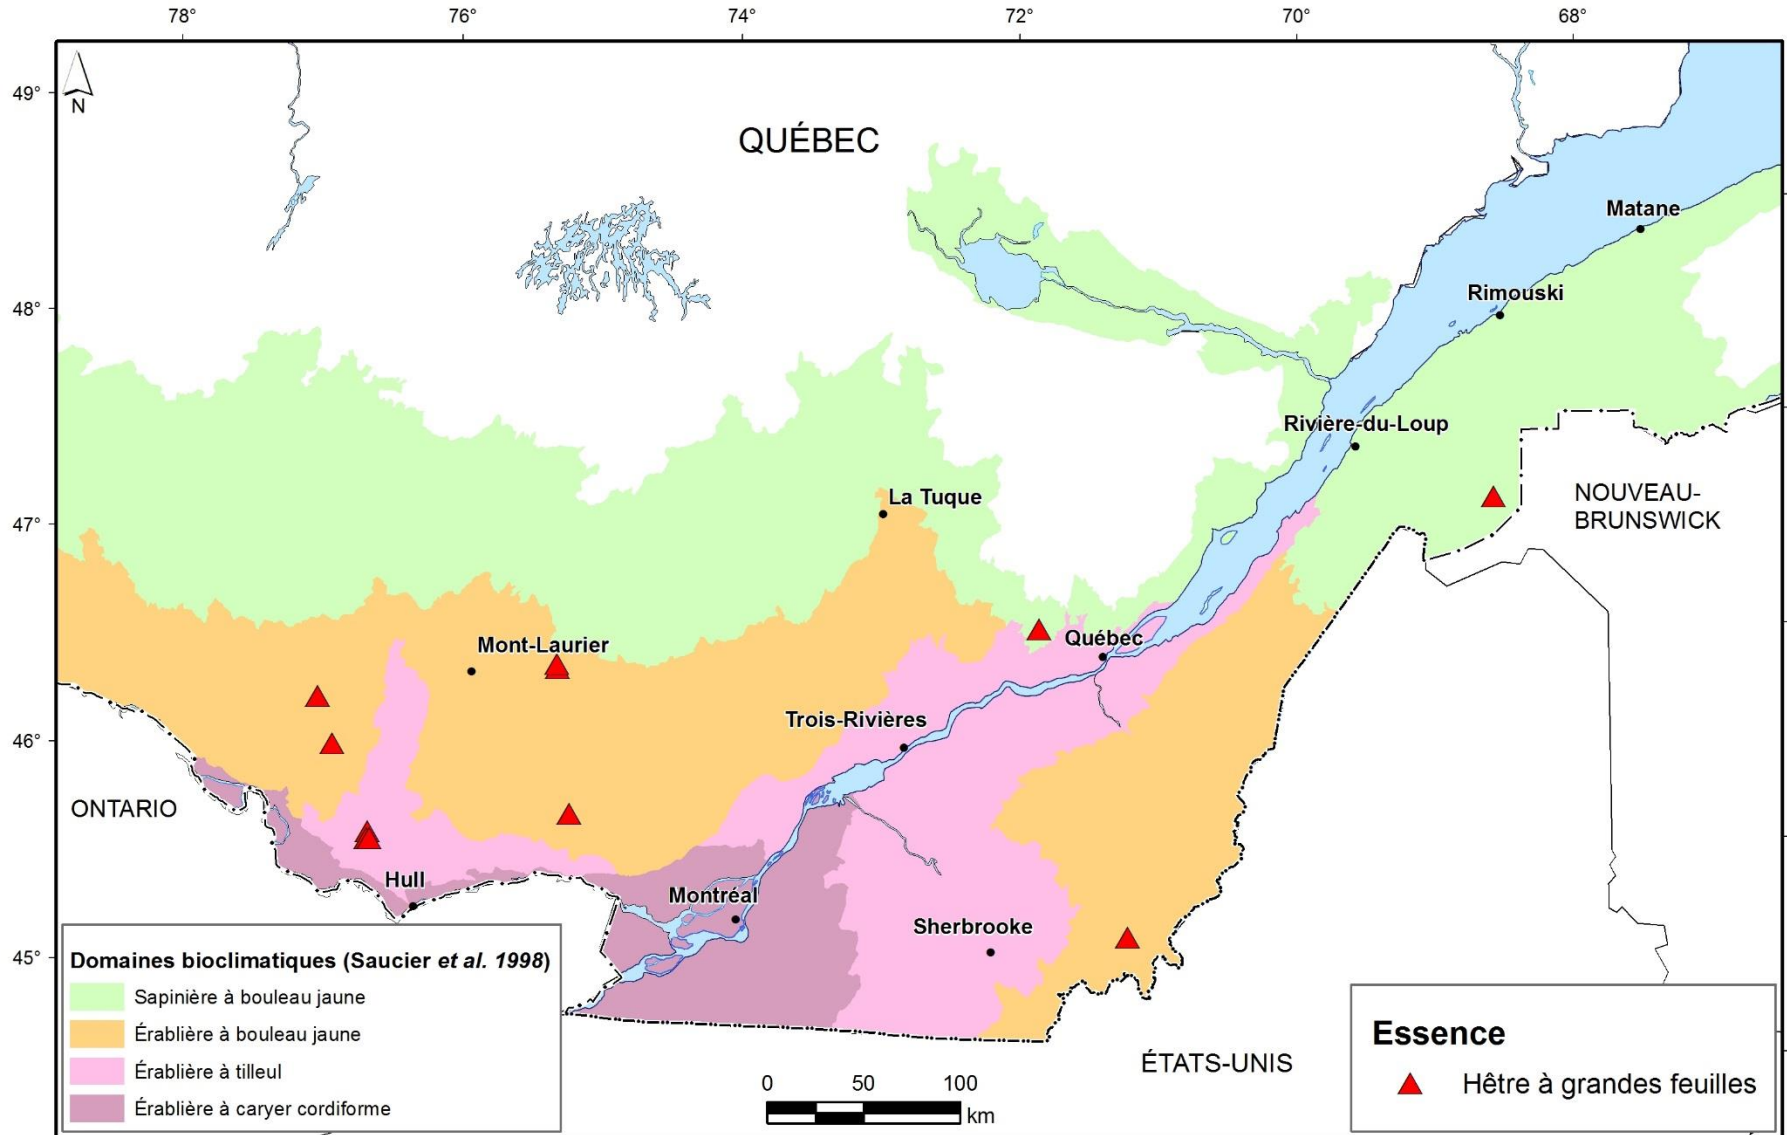 78°
76°
74°
72°
70°
68°
49°
48°
47°
46°
45°
N
QUÉBEC
Matane
Rimouski
Rivière-du-Loup
La Tuque
NOUVEAU-
BRUNSWICK
Mont-Laurier
Québec
Trois-Rivières
ONTARIO
Hull
Montréal
Sherbrooke
ÉTATS-UNIS
Domaines bioclimatiques (Saucier et al. 1998)
Sapinière à bouleau jaune
Érablière à bouleau jaune
Érablière à tilleul
Érablière à caryer cordiforme
0 50 100
km
Essence
Hêtre à grandes feuilles